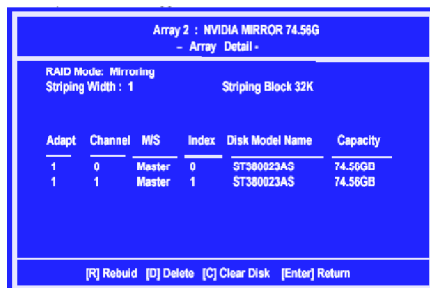 Array 2 : NVIDIA MIRROR 74.56G
- Array Detail -
RAID Mode: Mirroring
Striping Width : 1 Striping Block 32K
Adapt Channel M/S Index Disk Model Name Capacity
1 0 Master 0 ST380023AS 74.56GB
1 1 Master 1 ST380023AS 74.56GB
[R] Rebuid [D] Delete [C] Clear Disk [Enter] Return